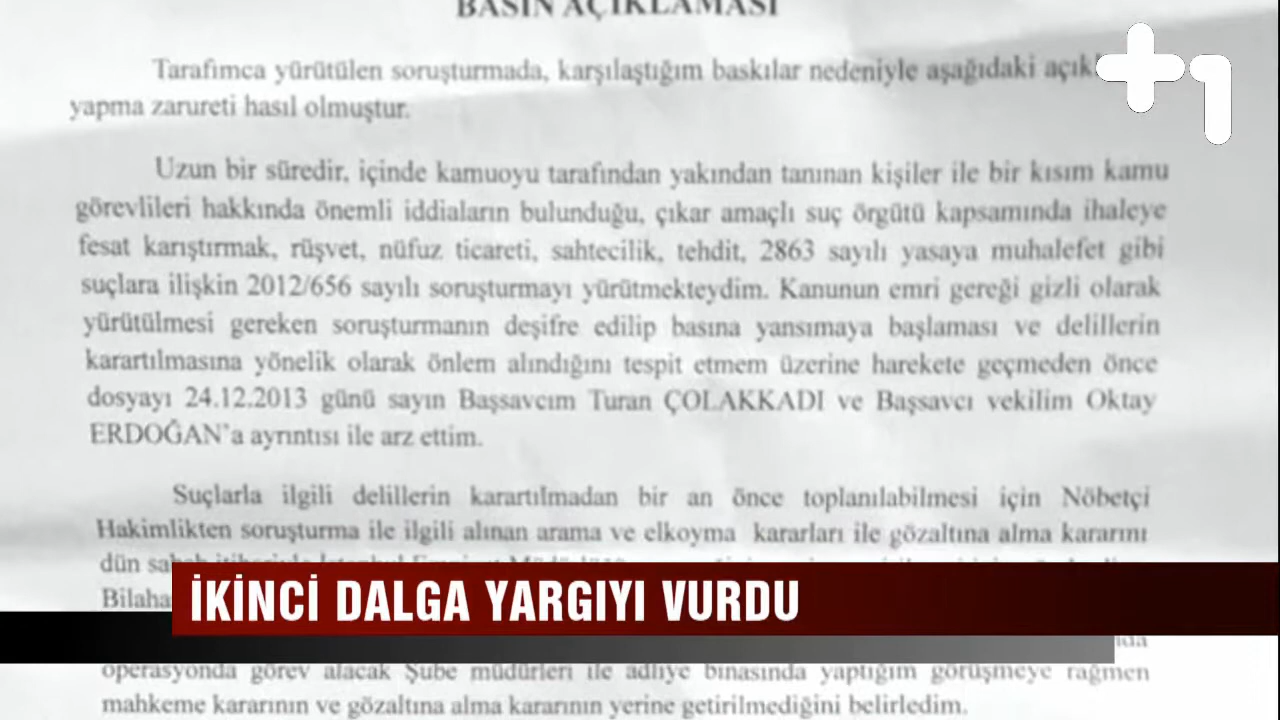 BASIN AÇIKLAMASI
Tarafımca yürütülen soruşturmada, karşılaştığım baskılar nedeniyle aşağıdaki
yapma zarureti hasıl olmuştur.
+1
Uzun bir süredir, içinde kamuoyu tarafından yakından tanınan kişiler ile bir kısım kamu
görevlileri hakkında önemli iddiaların bulunduğu, çıkar amaçlı suç örgütü kapsamında ihaleye
fesat karıştırmak, rüşvet, nüfuz ticareti, sahtecilik, tehdit, 2863 sayılı yasaya muhalefet gibi
suçlara ilişkin 2012/656 sayılı soruşturmayı yürütmekteydim. Kanunun emri gereği gizli olarak
yürütülmesi gereken soruşturmanın deşifre edilip basına yansımaya başlaması ve delillerin
karartılmasına yönelik olarak önlem alındığını tespit etmem üzerine harekete geçmeden önce
dosyayı 24.12.2013 günü sayın Başsavcım Turan ÇOLAKKADI ve Başsavcı vekilim Oktay
ERDOĞAN'a ayrıntısı ile arz ettim.
Suçlarla ilgili delillerin karartılmadan bir an önce toplanılabilmesi için Nöbetçi
Hakimlikten soruşturma ile ilgili alınan arama ve elkoyma kararları ile gözaltına alma kararını
dün
İKİNCİ DALGA YARGIYI VURDU
operasyonda görev alacak Şube müdürleri ile adliye binasında yaptığım görüşmeye rağmen
mahkeme kararının ve gözaltına alma kararının yerine getirilmediğini belirledim.